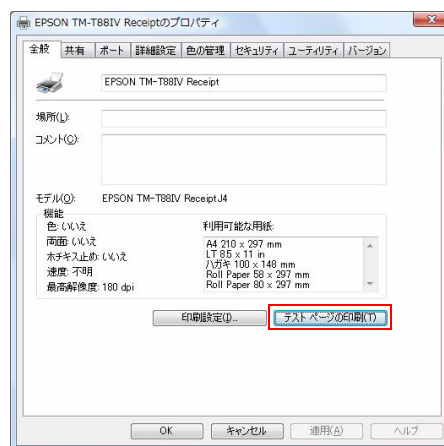 EPSON TM-T88IV Receiptのプロパティ
全般 共有 ポート 詳細設定 色の管理 セキュリティ ユーティリティ バージョン
EPSON TM-T88IV Receipt
場所(L):
コメント(C):
モデル(O): EPSON TM-T88IV ReceiptJ4
機能
色: いいえ
両面: いいえ
ホチキス止め: いいえ
速度: 不明
最高解像度: 180 dpi
利用可能な用紙:
A4 210 x 297 mm
LT 8.5 x 11 in
ハガキ 100 x 148 mm
Roll Paper 58 x 297 mm
Roll Paper 80 x 297 mm
印刷設定(I)... テスト ページの印刷(T)
OK キャンセル 適用(A) ヘルプ